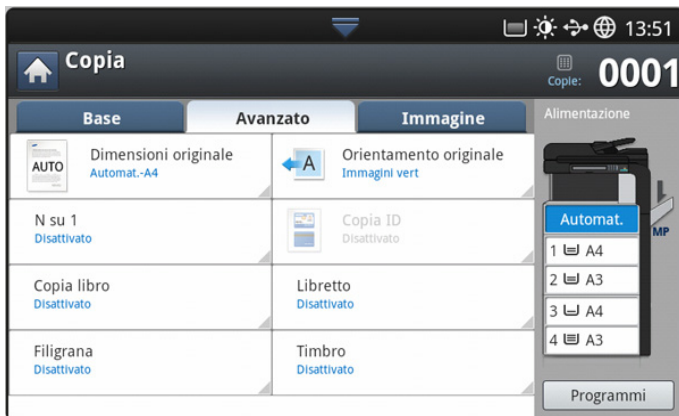 13:51
Copia
Copie: 0001
Base Avanzato Immagine
Alimentazione
AUTO
Dimensioni originale
Automat.-A4
A
Orientamento originale
Immagini vert
N su 1
Disattivato
Copia ID
Disattivato
Copia libro
Disattivato
Libretto
Disattivato
Filigrana
Disattivato
Timbro
Disattivato
MP
Automat.
1 A4
2 A3
3 A4
4 A3
Programmi